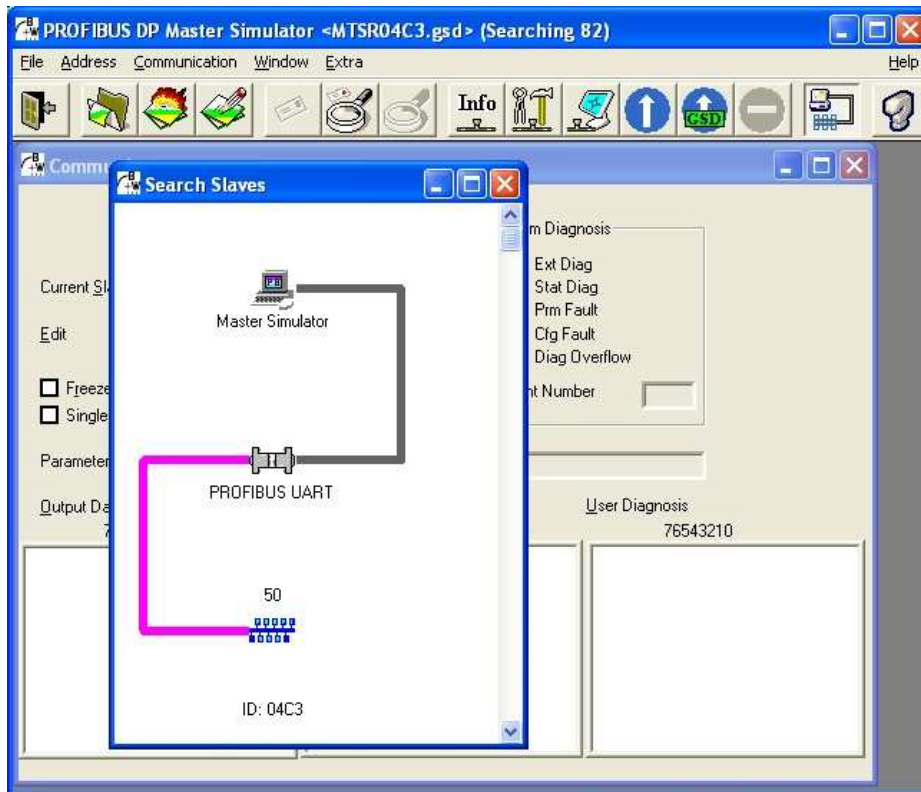 PROFIBUS DP Master Simulator <MTSR04C3.gsd> (Searching 82)
File Address Communication Window Extra Help
Info
GSD
Search Slaves
m Diagnosis
Ext Diag
Current Sl
Stat Diag
Prm Fault
Master Simulator
Edit
Cfg Fault
Diag Overflow
Freeze
nt Number
Single
Parameter
PROFIBUS UART
Output Da
User Diagnosis
7
76543210
50
ID: 04C3